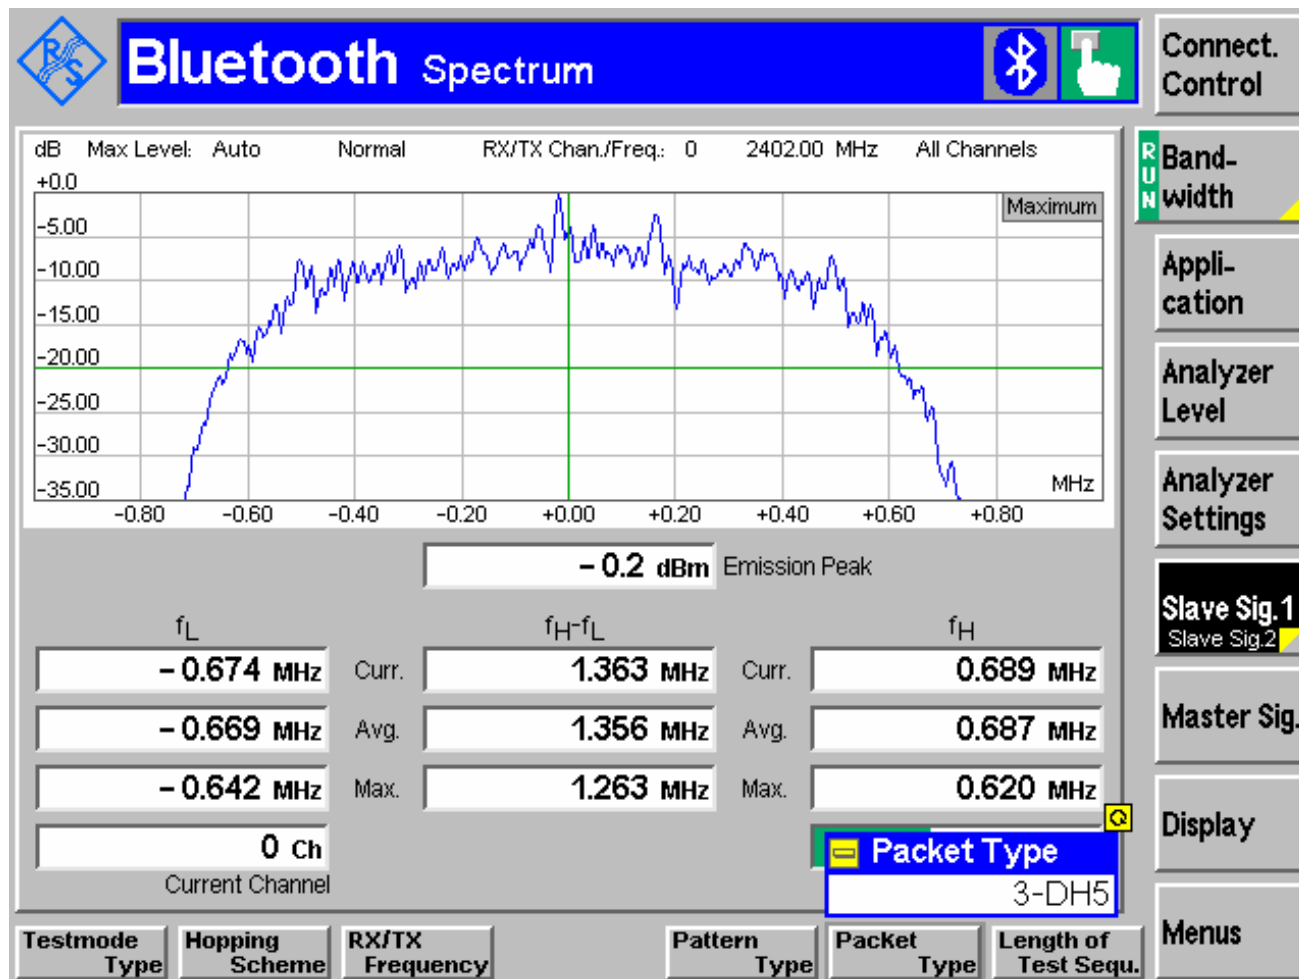 R S
Bluetooth Spectrum
Connect. Control
dB Max Level: Auto Normal RX/TX Chan./Freq.: 0 2402.00 MHz All Channels
+0.0
Maximum
-5.00
-10.00
-15.00
-20.00
-25.00
-30.00
-35.00
MHz
-0.80 -0.60 -0.40 -0.20 +0.00 +0.20 +0.40 +0.60 +0.80
- 0.2 dBm Emission Peak
fL fH-fL fH
- 0.674 MHz Curr. 1.363 MHz Curr. 0.689 MHz
- 0.669 MHz Avg. 1.356 MHz Avg. 0.687 MHz
- 0.642 MHz Max. 1.263 MHz Max. 0.620 MHz
0 Ch
Current Channel
Packet Type
3-DH5
RUN
Band-
width
Appli-
cation
Analyzer
Level
Analyzer
Settings
Slave Sig.1
Slave Sig.2
Master Sig.
Display
Menus
Testmode
Type
Hopping
Scheme
RX/TX
Frequency
Pattern
Type
Packet
Type
Length of
Test Sequ.